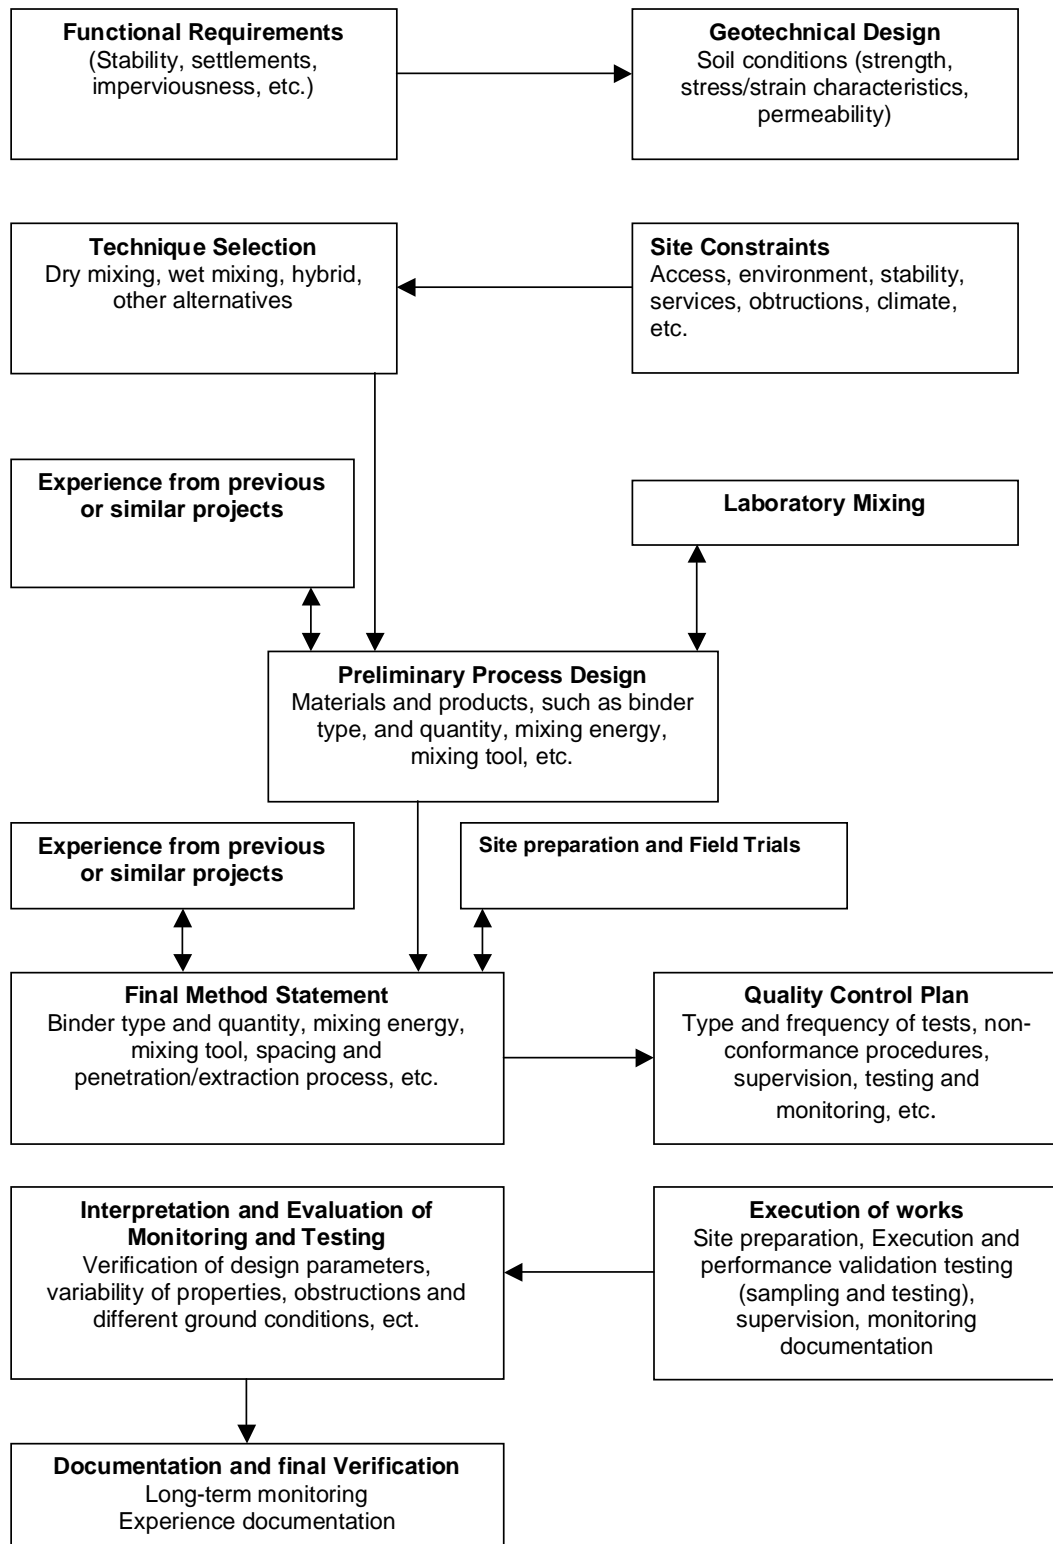 Functional Requirements
(Stability, settlements,
imperviousness, etc.)
Geotechnical Design
Soil conditions (strength,
stress/strain characteristics,
permeability)
Technique Selection
Dry mixing, wet mixing, hybrid,
other alternatives
Site Constraints
Access, environment, stability,
services, obtructions, climate,
etc.
Experience from previous
or similar projects
Laboratory Mixing
Preliminary Process Design
Materials and products, such as binder
type, and quantity, mixing energy,
mixing tool, etc.
Experience from previous
or similar projects
Site preparation and Field Trials
Final Method Statement
Binder type and quantity, mixing energy,
mixing tool, spacing and
penetration/extraction process, etc.
Quality Control Plan
Type and frequency of tests, non-
conformance procedures,
supervision, testing and
monitoring, etc.
Interpretation and Evaluation of
Monitoring and Testing
Verification of design parameters,
variability of properties, obstructions and
different ground conditions, ect.
Execution of works
Site preparation, Execution and
performance validation testing
(sampling and testing),
supervision, monitoring
documentation
Documentation and final Verification
Long-term monitoring
Experience documentation